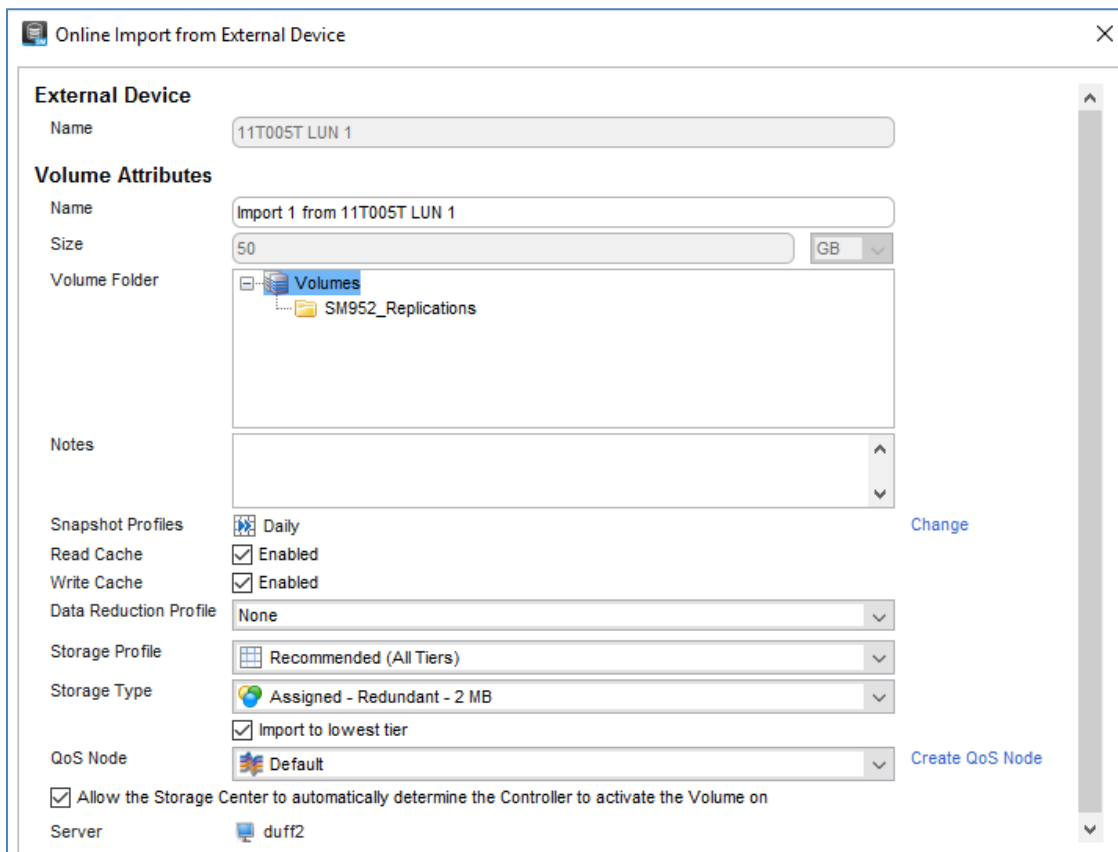 Online Import from External Device
External Device
Name 11T005T LUN 1
Volume Attributes
Name Import 1 from 11T005T LUN 1
Size 50 GB
Volume Folder Volumes
SM952_Replications
Notes
Snapshot Profiles Daily Change
Read Cache Enabled
Write Cache Enabled
Data Reduction Profile None
Storage Profile Recommended (All Tiers)
Storage Type Assigned - Redundant - 2 MB
Import to lowest tier
QoS Node Default Create QoS Node
Allow the Storage Center to automatically determine the Controller to activate the Volume on
Server duff2